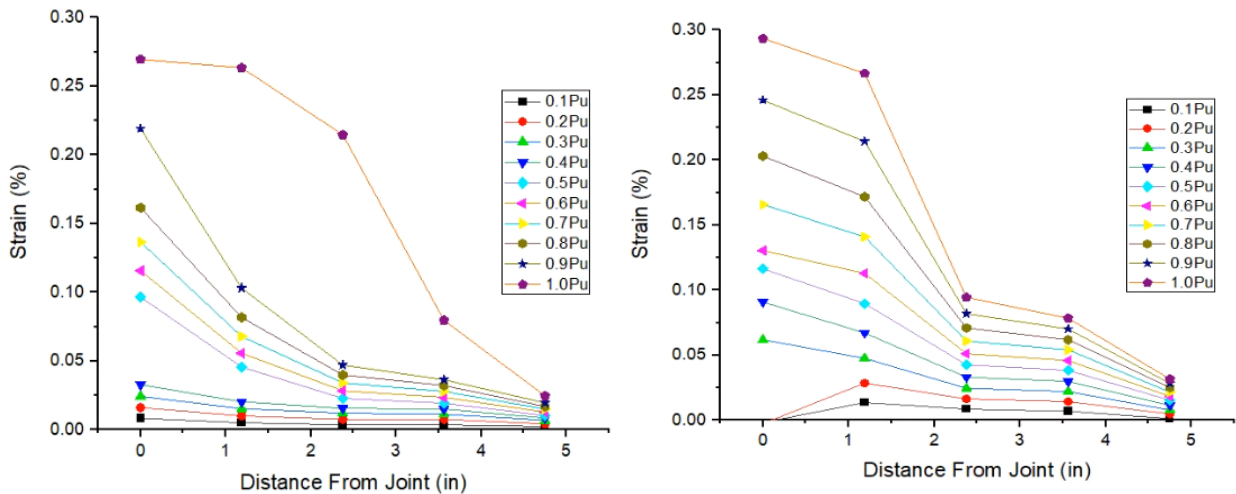 0.30
0.25
0.20
0.15
0.10
0.05
0.00
Strain (%)
0 1 2 3 4 5
Distance From Joint (in)
0.1Pu
0.2Pu
0.3Pu
0.4Pu
0.5Pu
0.6Pu
0.7Pu
0.8Pu
0.9Pu
1.0Pu
0.30
0.25
0.20
0.15
0.10
0.05
0.00
Strain (%)
0 1 2 3 4 5
Distance From Joint (in)
0.1Pu
0.2Pu
0.3Pu
0.4Pu
0.5Pu
0.6Pu
0.7Pu
0.8Pu
0.9Pu
1.0Pu